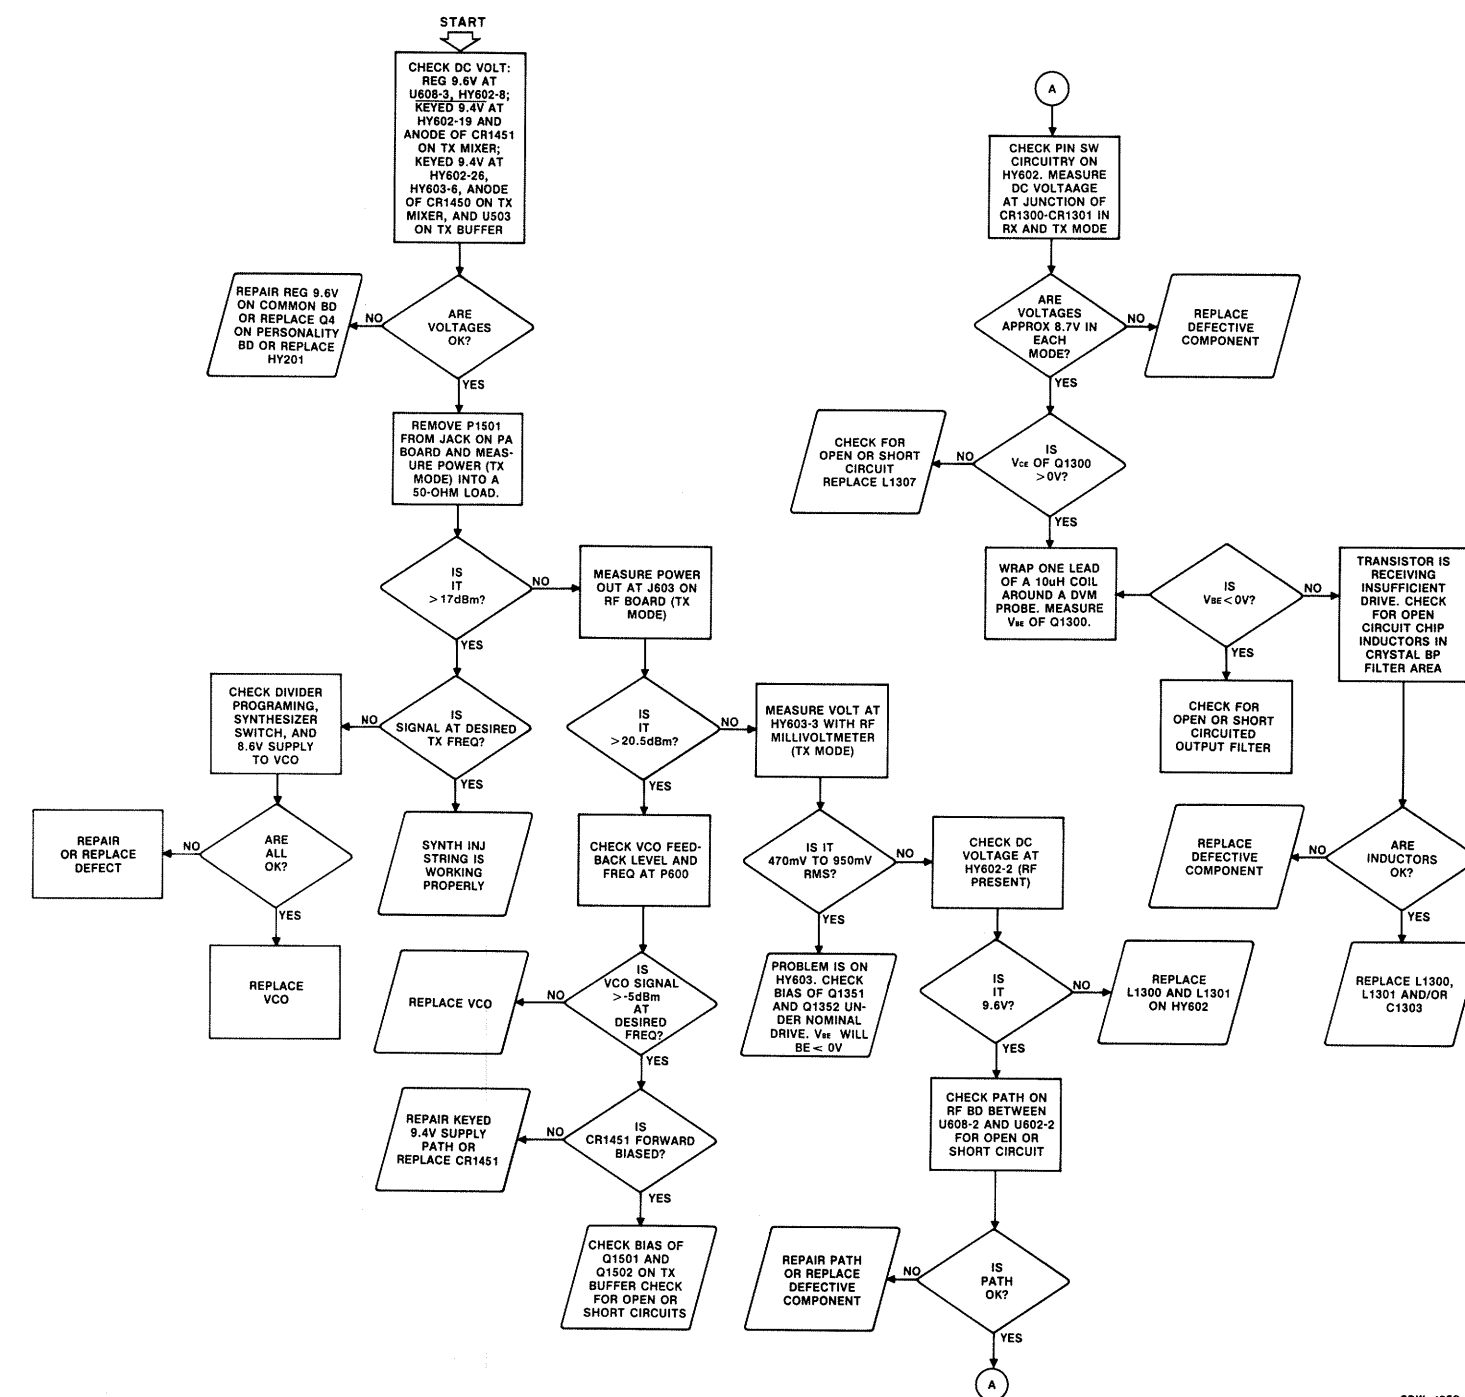 START
CHECK DC VOLT:
REG 9.6V AT
U608-3, HY602-8;
KEYED 9.4V AT
HY602-19 AND
ANODE OF CR1451
ON TX MIXER;
KEYED 9.4V AT
HY602-26,
HY603-6, ANODE
OF CR1450 ON TX
MIXER, AND U503
ON TX BUFFER
ARE
VOLTAGES
OK?
NO
REPAIR REG 9.6V
ON COMMON BD
OR REPLACE Q4
ON PERSONALITY
BD OR REPLACE
HY201
YES
REMOVE P1501
FROM JACK ON PA
BOARD AND MEAS-
URE POWER (TX
MODE) INTO A
50-OHM LOAD.
IS
IT
>17dBm?
NO
MEASURE POWER
OUT AT J603 ON
RF BOARD (TX
MODE)
YES
IS
SIGNAL AT DESIRED
TX FREQ?
NO
CHECK DIVIDER
PROGRAMING,
SYNTHESIZER
SWITCH, AND
8.6V SUPPLY
TO VCO
YES
SYNTH INJ
STRING IS
WORKING
PROPERLY
ARE
ALL
OK?
NO
REPAIR
OR REPLACE
DEFECT
YES
REPLACE
VCO
IS
IT
>20.5dBm?
NO
MEASURE VOLT AT
HY603-3 WITH RF
MILLIVOLTMETER
(TX MODE)
YES
CHECK VCO FEED-
BACK LEVEL AND
FREQ AT P600
IS
VCO SIGNAL
>-5dBm
AT
DESIRED
FREQ?
NO
REPLACE VCO
YES
IS
CR1451 FORWARD
BIASED?
NO
REPAIR KEYED
9.4V SUPPLY
PATH OR
REPLACE CR1451
YES
CHECK BIAS OF
Q1501 AND
Q1502 ON TX
BUFFER CHECK
FOR OPEN OR
SHORT CIRCUITS
IS IT
470mV TO 950mV
RMS?
NO
CHECK DC
VOLTAGE AT
HY602-2 (RF
PRESENT)
YES
PROBLEM IS ON
HY603. CHECK
BIAS OF Q1351
AND Q1352 UN-
DER NOMINAL
DRIVE. VBE WILL
BE < 0V
IS
IT
9.6V?
NO
REPLACE
L1300 AND L1301
ON HY602
YES
CHECK PATH ON
RF BD BETWEEN
U608-2 AND U602-2
FOR OPEN OR
SHORT CIRCUIT
IS
PATH
OK?
NO
REPAIR PATH
OR REPLACE
DEFECTIVE
COMPONENT
YES
A
A
CHECK PIN SW
CIRCUITRY ON
HY602. MEASURE
DC VOLTAAGE
AT JUNCTION OF
CR1300-CR1301 IN
RX AND TX MODE
ARE
VOLTAGES
APPROX 8.7V IN
EACH
MODE?
NO
REPLACE
DEFECTIVE
COMPONENT
YES
IS
VCE OF Q1300
>0V?
NO
CHECK FOR
OPEN OR SHORT
CIRCUIT
REPLACE L1307
YES
WRAP ONE LEAD
OF A 10uH COIL
AROUND A DVM
PROBE. MEASURE
VBE OF Q1300.
IS
VBE<0V?
NO
TRANSISTOR IS
RECEIVING
INSUFFICIENT
DRIVE. CHECK
FOR OPEN
CIRCUIT CHIP
INDUCTORS IN
CRYSTAL BP
FILTER AREA
YES
CHECK FOR
OPEN OR SHORT
CIRCUITED
OUTPUT FILTER
ARE
INDUCTORS
OK?
NO
REPLACE
DEFECTIVE
COMPONENT
YES
REPLACE L1300,
L1301 AND/OR
C1303